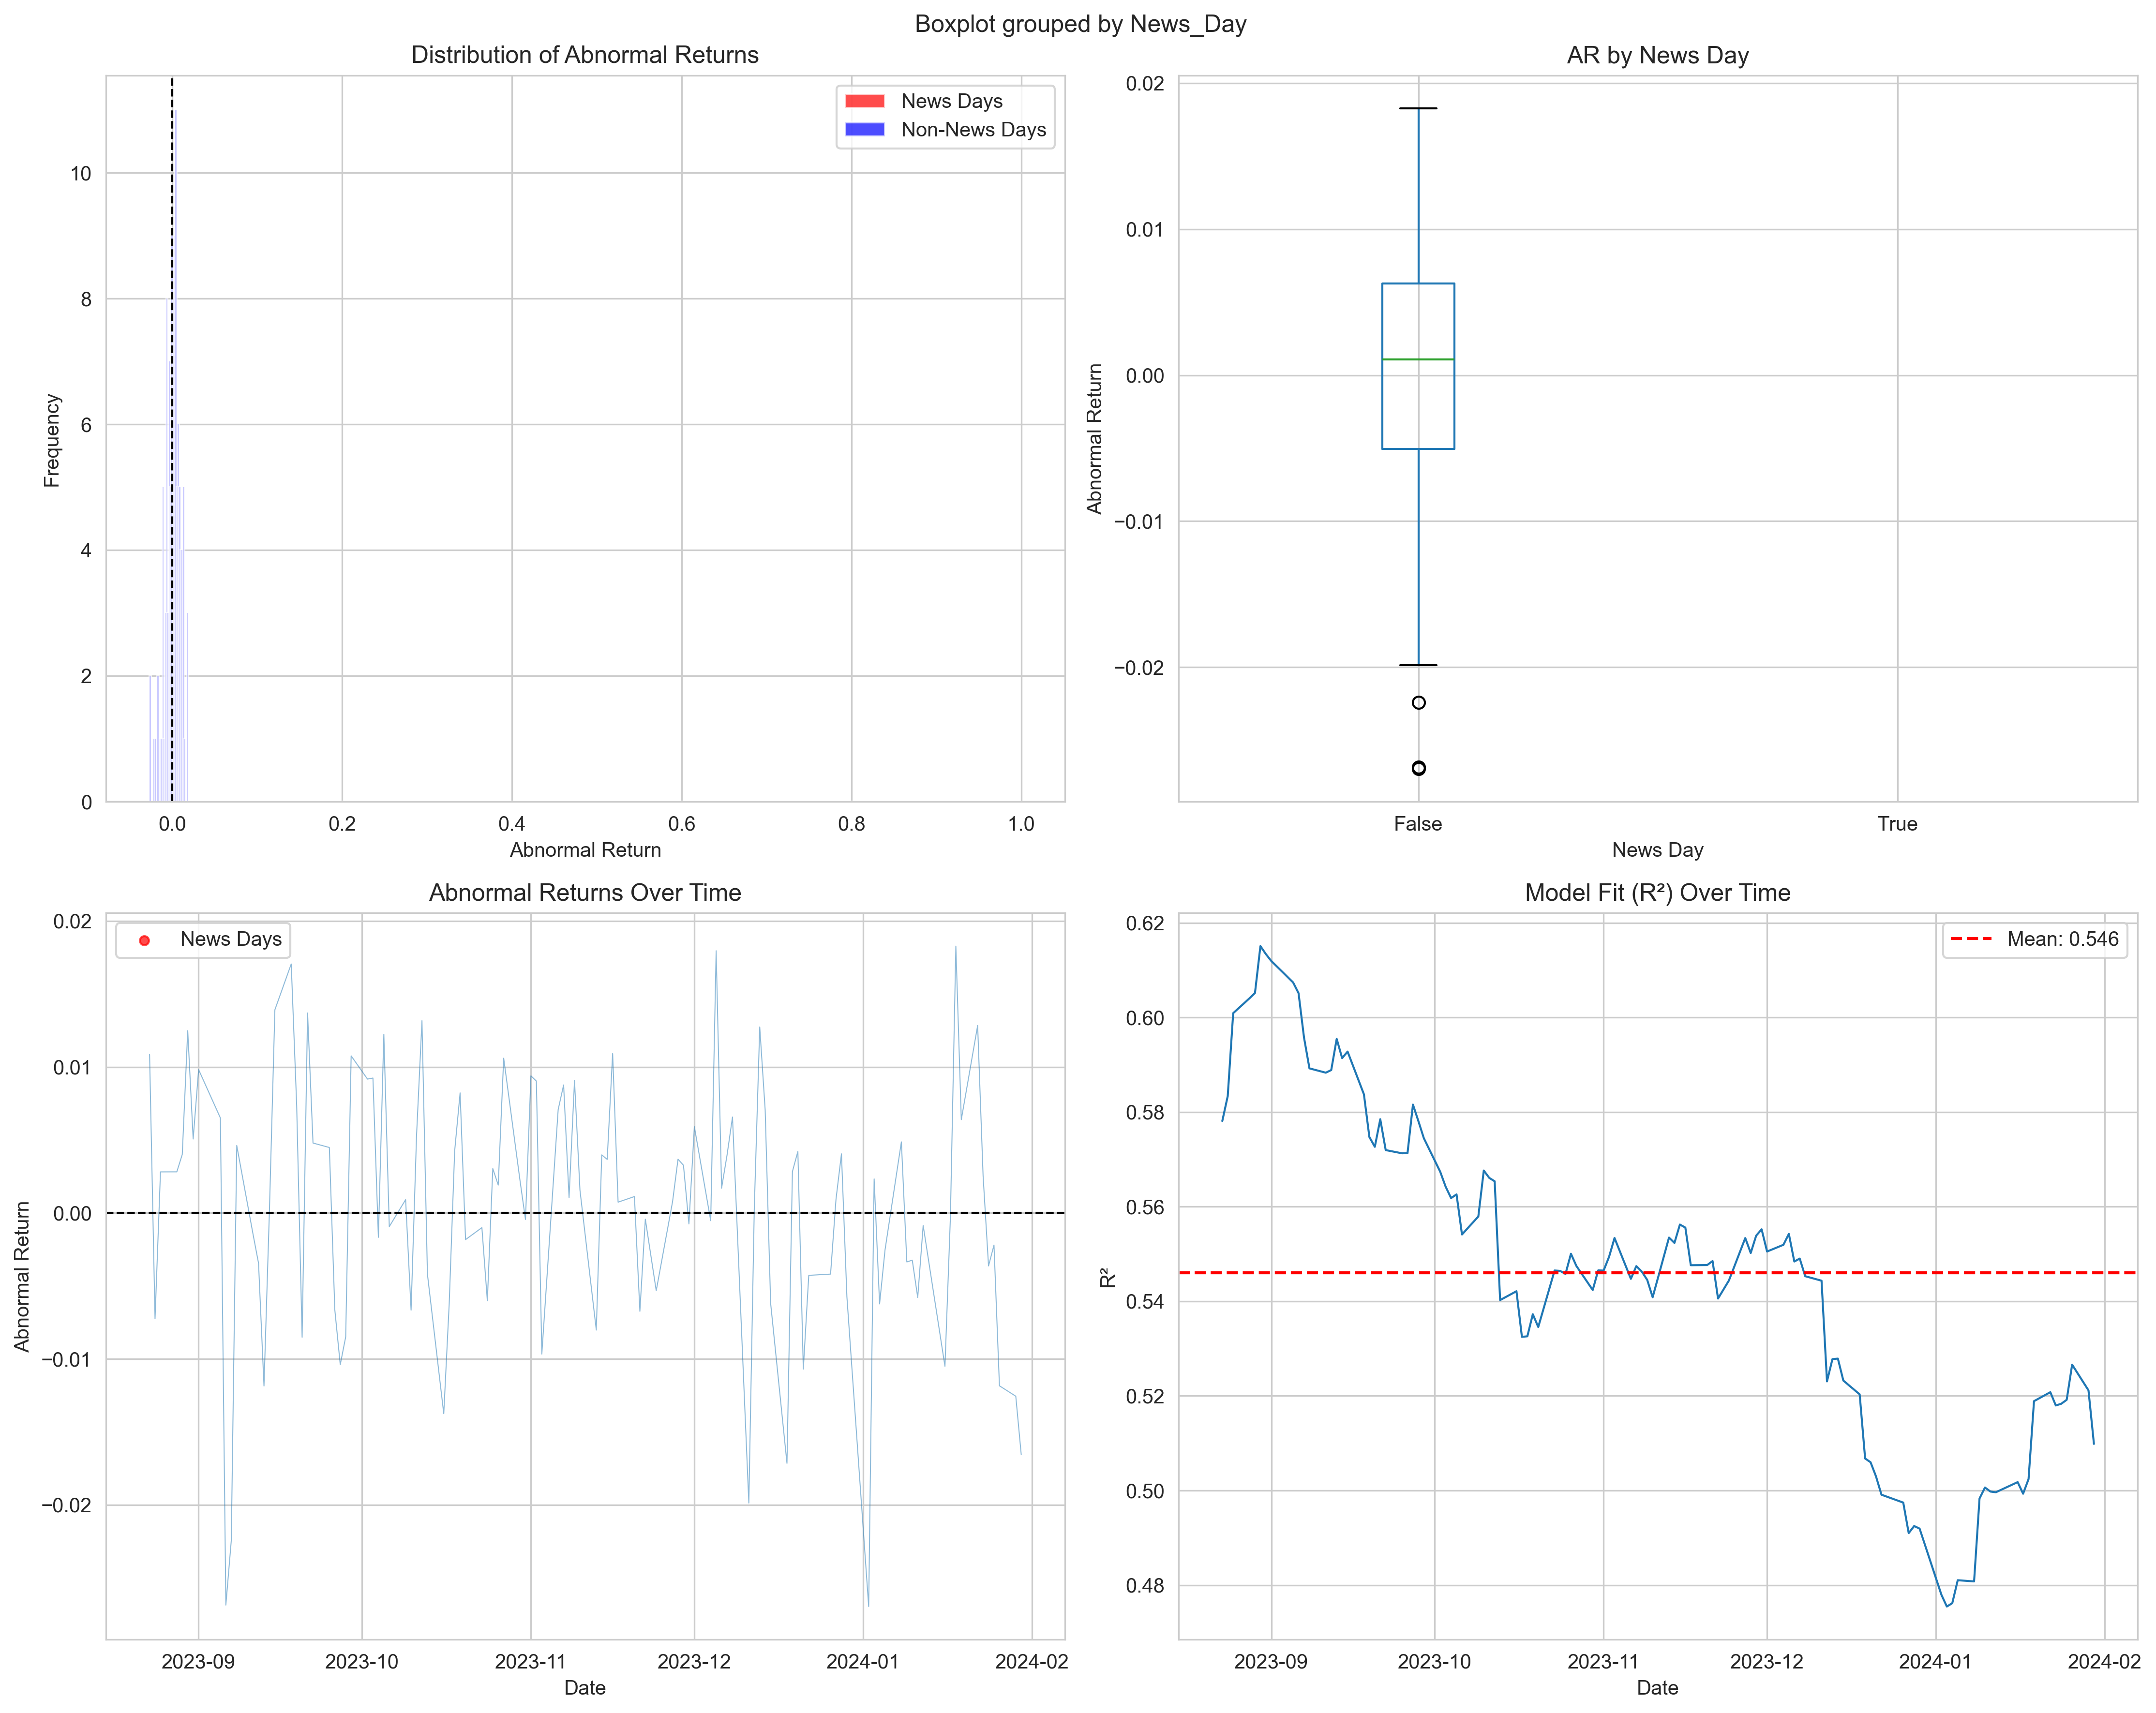 Boxplot grouped by News_Day
Distribution of Abnormal Returns
News Days
Non-News Days
10
8
6
4
2
0
Frequency
0.0 0.2 0.4 0.6 0.8 1.0
Abnormal Return
AR by News Day
0.02
0.01
0.00
−0.01
−0.02
Abnormal Return
False True
News Day
Abnormal Returns Over Time
News Days
0.02
0.01
0.00
−0.01
−0.02
Abnormal Return
2023-09 2023-10 2023-11 2023-12 2024-01 2024-02
Date
Model Fit (R²) Over Time
Mean: 0.546
0.62
0.60
0.58
0.56
0.54
0.52
0.50
0.48
R²
2023-09 2023-10 2023-11 2023-12 2024-01 2024-02
Date